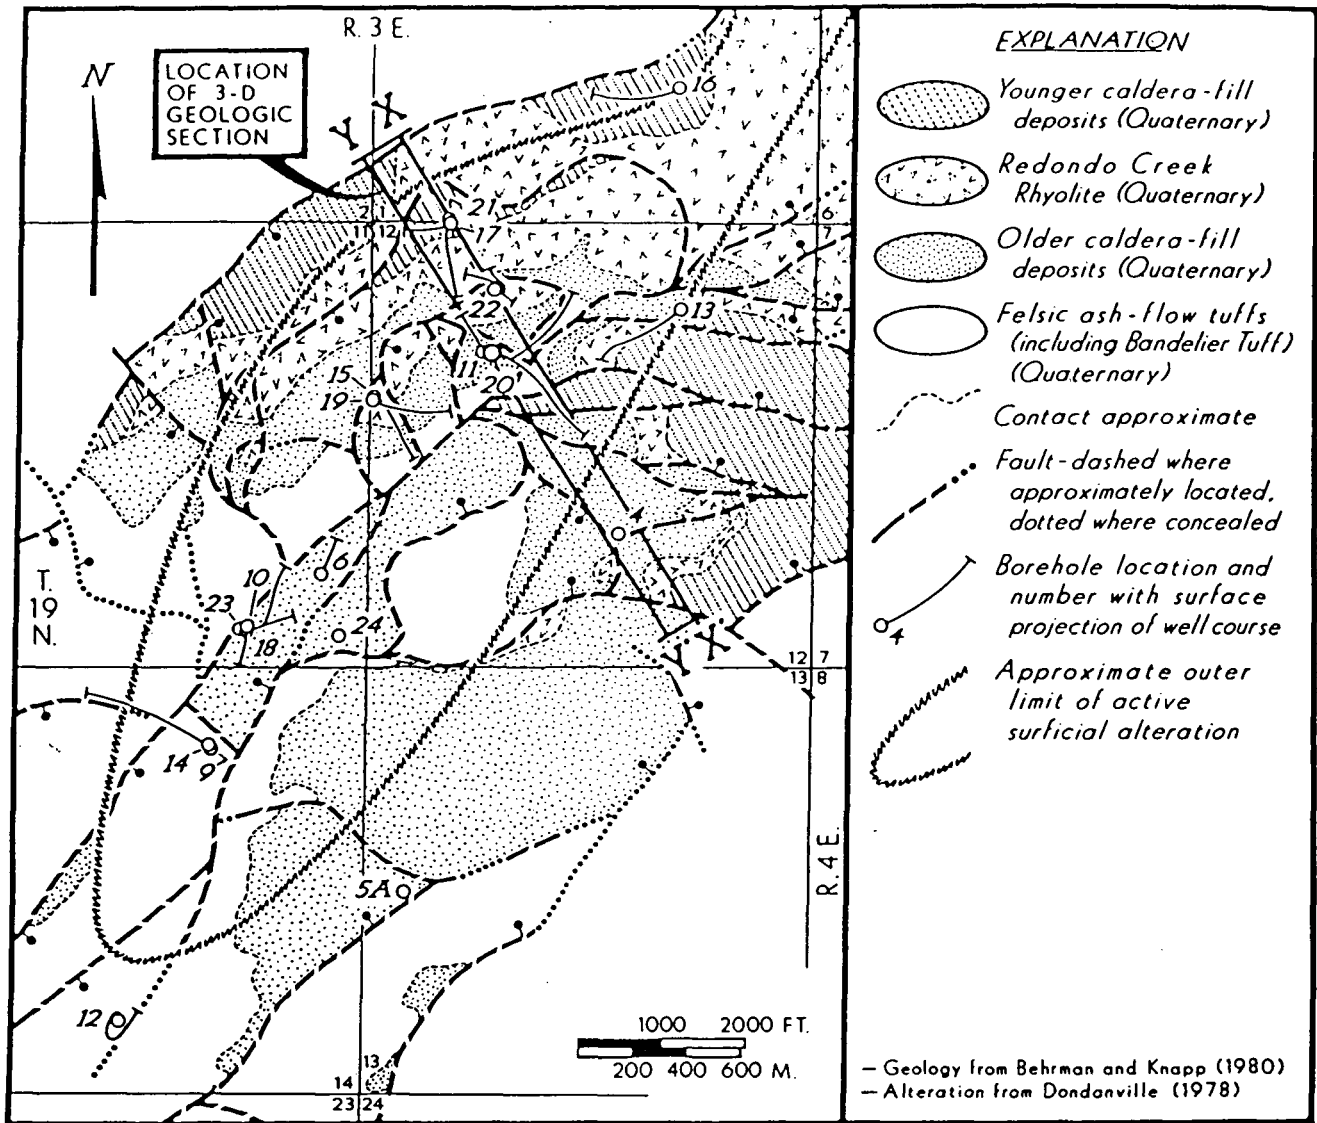 R. 3 E.
N
LOCATION
OF 3-D
GEOLOGIC
SECTION
Y X
16
21
17
2 1
11 12
6
7
22
13
11
20
15
19
4
6
10
T.
19
N.
23
18
24
Y X
12 7
13 8
14
9
5A
R. 4 E.
12
1000 2000 FT.
200 400 600 M.
13
14
23 24
EXPLANATION
Younger caldera-fill
deposits (Quaternary)
Redondo Creek
Rhyolite (Quaternary)
Older caldera-fill
deposits (Quaternary)
Felsic ash-flow tuffs
(including Bandelier Tuff)
(Quaternary)
Contact approximate
Fault-dashed where
approximately located,
dotted where concealed
Borehole location and
number with surface
projection of well course
4
Approximate outer
limit of active
surficial alteration
— Geology from Behrman and Knapp (1980)
— Alteration from Dondanville (1978)